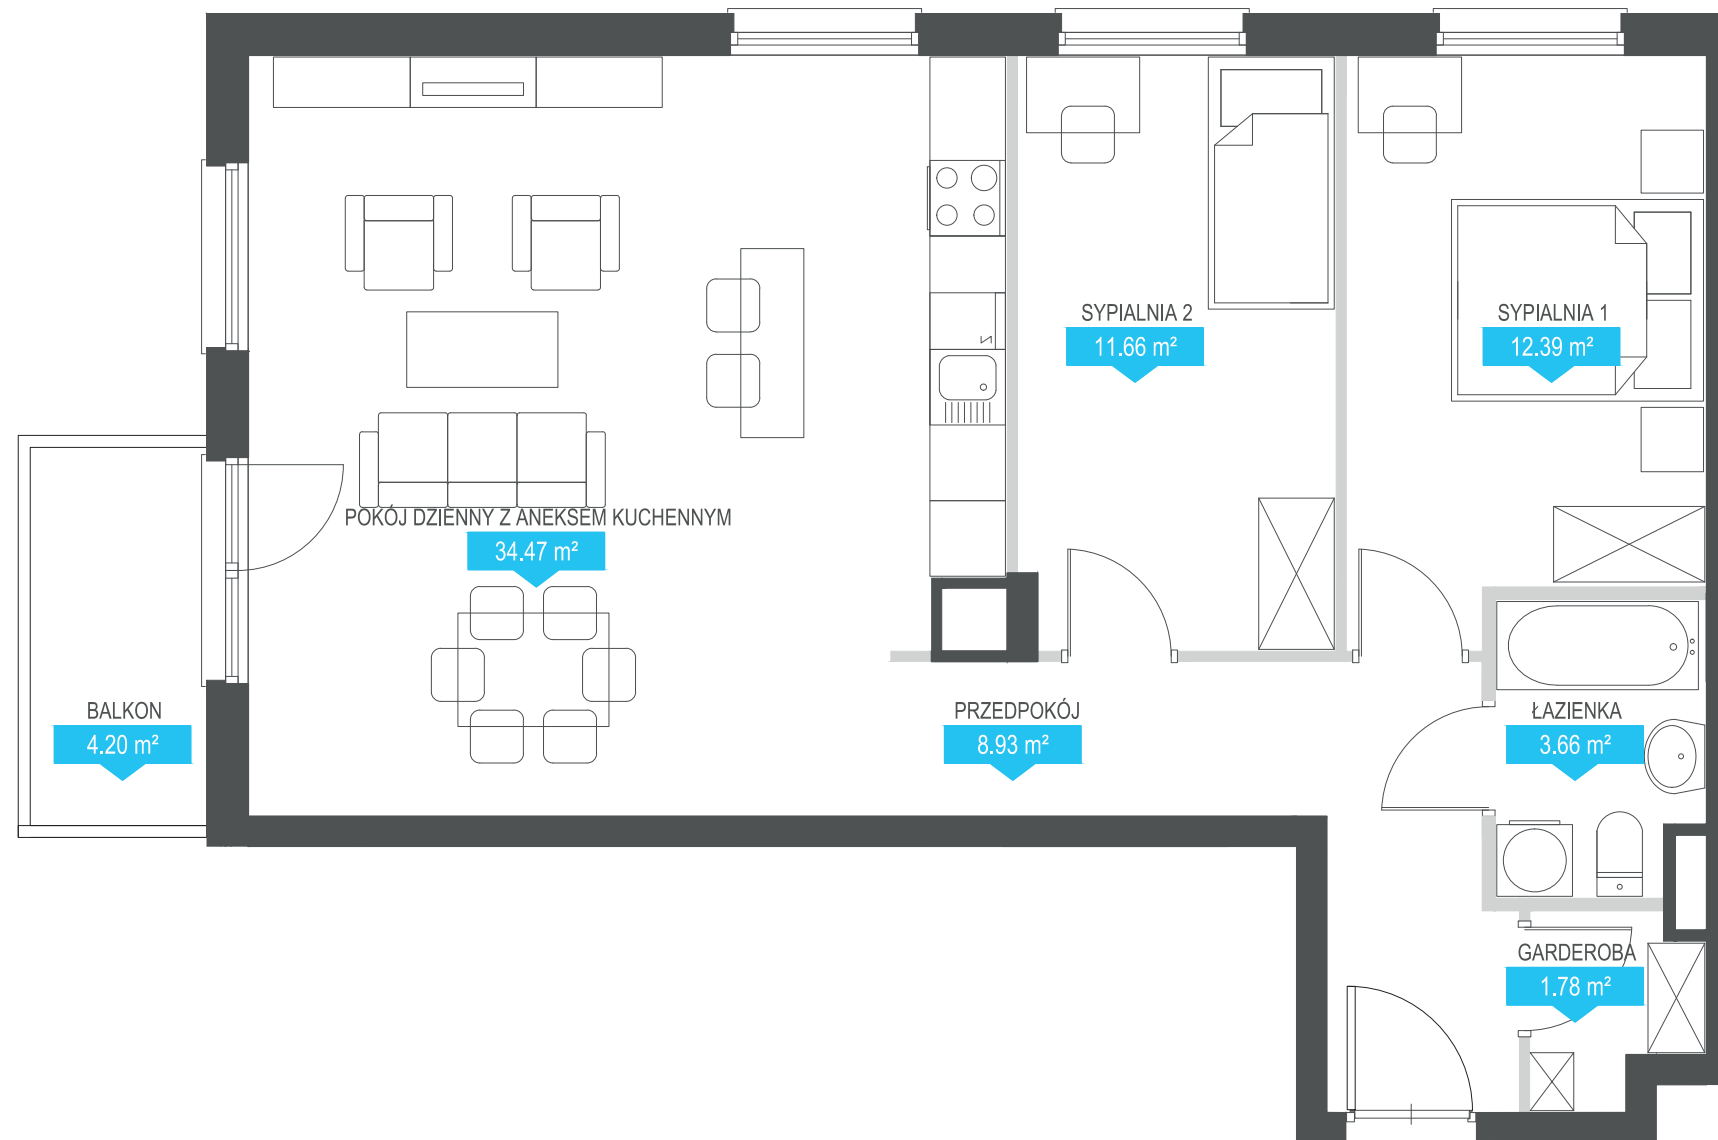 SYPIALNIA 2
11.66 m²
SYPIALNIA 1
12.39 m²
POKÓJ DZIENNY Z ANEKSEM KUCHENNYM
34.47 m²
BALKON
4.20 m²
PRZEDPOKÓJ
8.93 m²
ŁAZIENKA
3.66 m²
GARDEROBA
1.78 m²